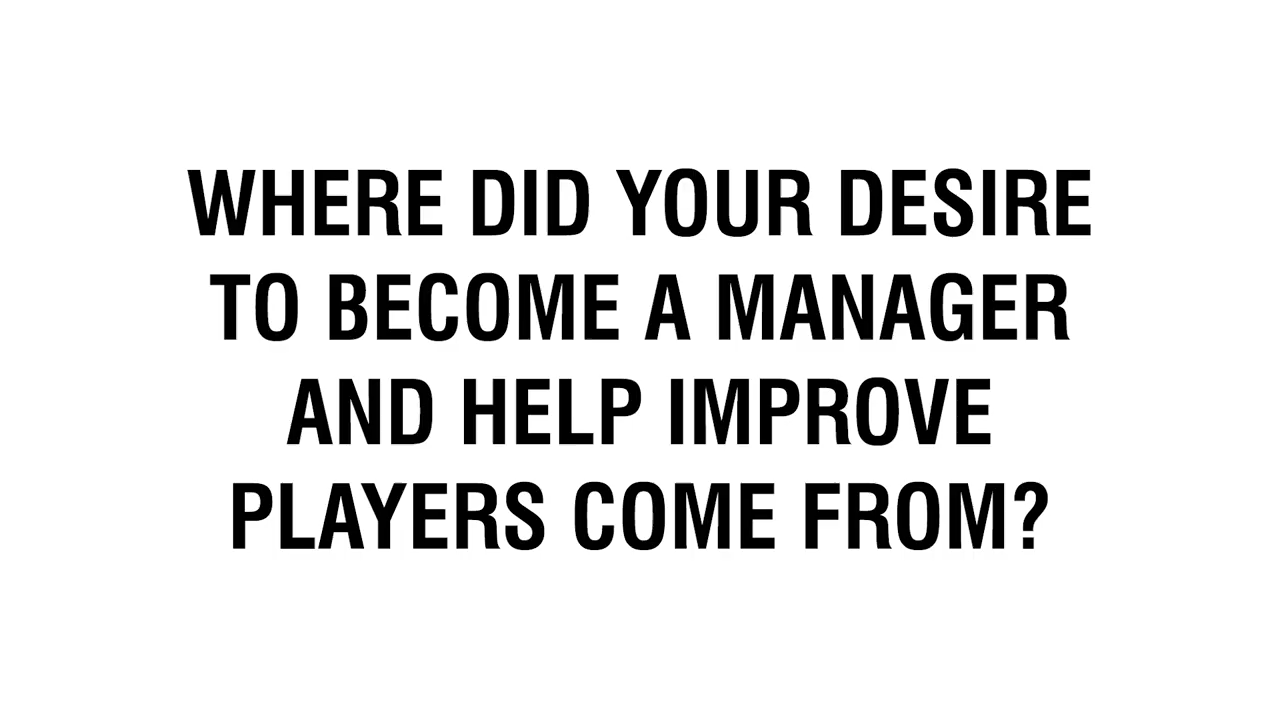 WHERE DID YOUR DESIRE
TO BECOME A MANAGER
AND HELP IMPROVE
PLAYERS COME FROM?